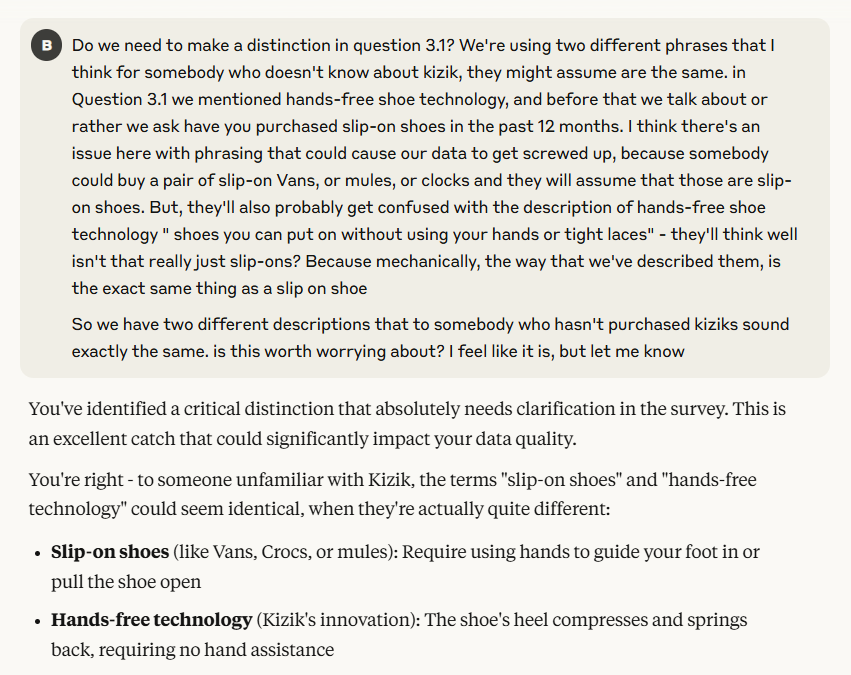 B
Do we need to make a distinction in question 3.1? We're using two different phrases that I
think for somebody who doesn't know about kizik, they might assume are the same. in
Question 3.1 we mentioned hands-free shoe technology, and before that we talk about or
rather we ask have you purchased slip-on shoes in the past 12 months. I think there's an
issue here with phrasing that could cause our data to get screwed up, because somebody
could buy a pair of slip-on Vans, or mules, or clocks and they will assume that those are slip-
on shoes. But, they'll also probably get confused with the description of hands-free shoe
technology " shoes you can put on without using your hands or tight laces" - they'll think well
isn't that really just slip-ons? Because mechanically, the way that we've described them, is
the exact same thing as a slip on shoe
So we have two different descriptions that to somebody who hasn't purchased kiziks sound
exactly the same. is this worth worrying about? I feel like it is, but let me know
You've identified a critical distinction that absolutely needs clarification in the survey. This is
an excellent catch that could significantly impact your data quality.
You're right - to someone unfamiliar with Kizik, the terms "slip-on shoes" and "hands-free
technology" could seem identical, when they're actually quite different:
• Slip-on shoes (like Vans, Crocs, or mules): Require using hands to guide your foot in or
pull the shoe open
• Hands-free technology (Kizik's innovation): The shoe's heel compresses and springs
back, requiring no hand assistance